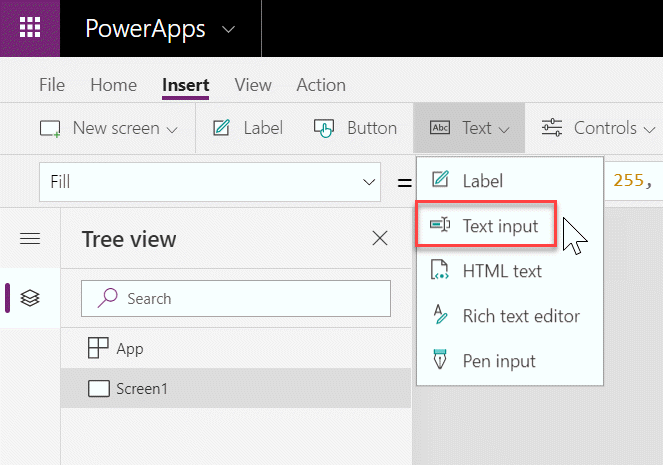 PowerApps
File Home Insert View Action
New screen Label Button Abc Text Controls
Fill = 255,
Label
Text input
HTML text
Rich text editor
Pen input
Tree view
Search
App
Screen1